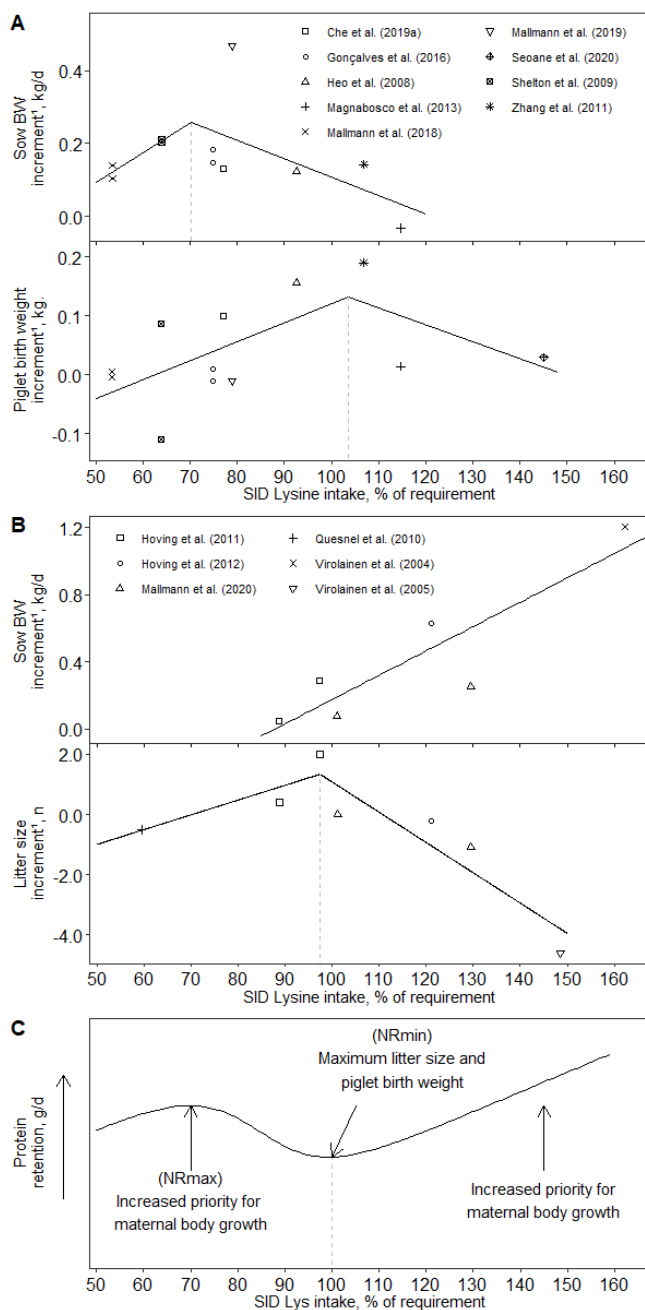 A
Sow BW
increment¹, kg/d
0.4
0.2
0.0
Che et al. (2019a)
Gonçalves et al. (2016)
Heo et al. (2008)
Magnabosco et al. (2013)
Mallmann et al. (2018)
Mallmann et al. (2019)
Seoane et al. (2020)
Shelton et al. (2009)
Zhang et al. (2011)
Piglet birth weight
increment¹, kg.
0.2
0.1
0.0
-0.1
50 60 70 80 90 100 110 120 130 140 150 160
SID Lysine intake, % of requirement
B
Sow BW
increment¹, kg/d
1.2
0.8
0.4
0.0
Hoving et al. (2011)
Hoving et al. (2012)
Mallmann et al. (2020)
Quesnel et al. (2010)
Virolainen et al. (2004)
Virolainen et al. (2005)
Litter size
increment¹, n
2.0
0.0
-2.0
-4.0
50 60 70 80 90 100 110 120 130 140 150 160
SID Lysine intake, % of requirement
C
Protein
retention, g/d
(NRmin)
Maximum litter size and
piglet birth weight
(NRmax)
Increased priority for
maternal body growth
Increased priority for
maternal body growth
50 60 70 80 90 100 110 120 130 140 150 160
SID Lys intake, % of requirement